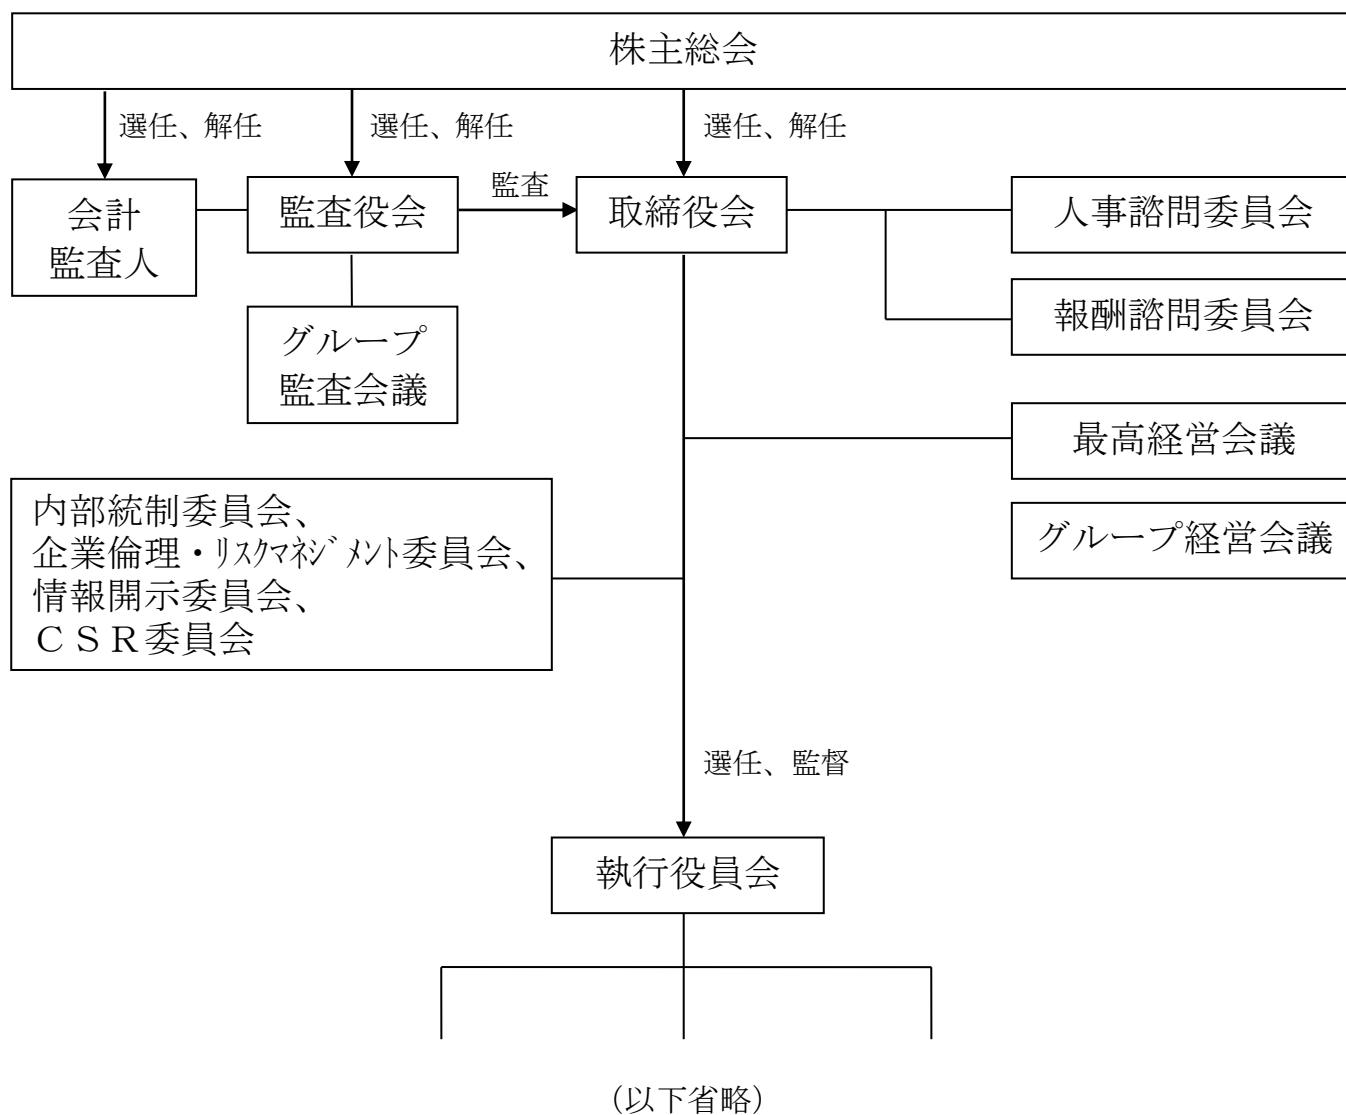 株主総会
選任、解任
選任、解任
選任、解任
会計
監査人
監査役会
監査
取締役会
人事諮問委員会
報酬諮問委員会
グループ
監査会議
最高経営会議
グループ経営会議
内部統制委員会、
企業倫理・ﾘｽｸﾏﾈｼﾞﾒﾝﾄ委員会、
情報開示委員会、
ＣＳＲ委員会
選任、監督
執行役員会
（以下省略）